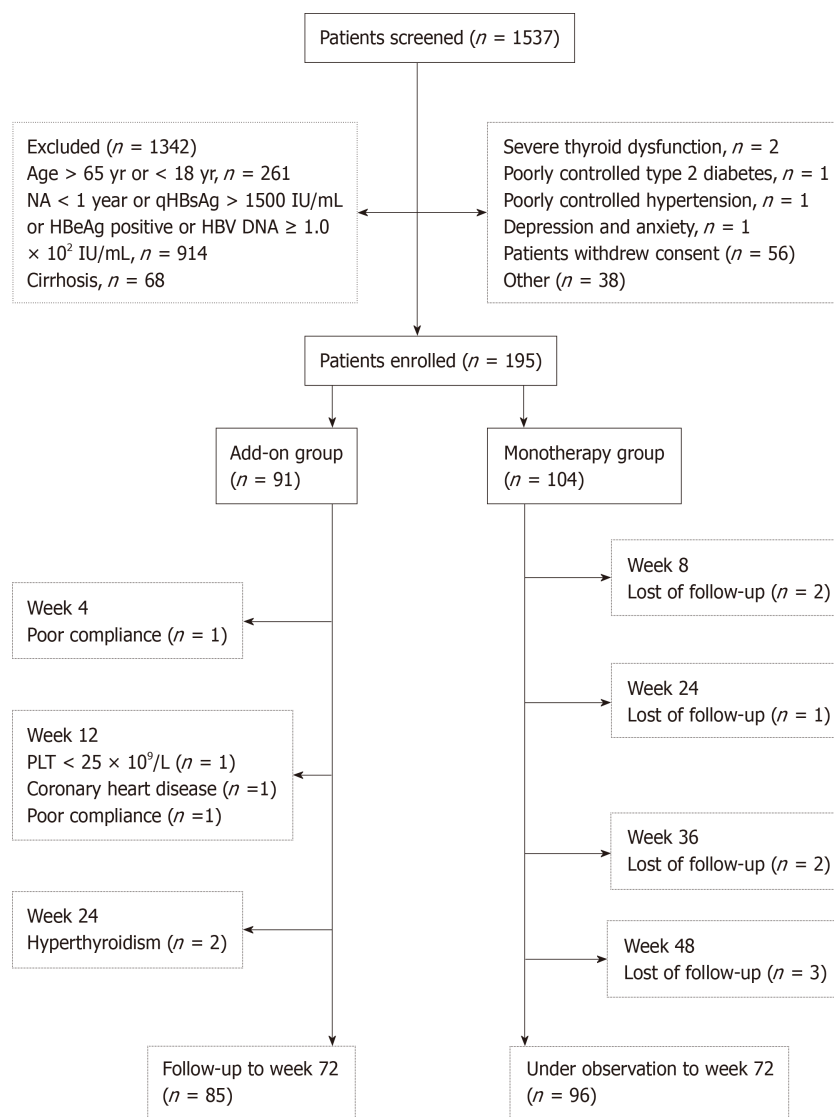 Patients screened (n = 1537)
Excluded (n = 1342)
Age > 65 yr or < 18 yr, n = 261
NA < 1 year or qHBsAg > 1500 IU/mL
or HBeAg positive or HBV DNA ≥ 1.0
× 10² IU/mL, n = 914
Cirrhosis, n = 68
Severe thyroid dysfunction, n = 2
Poorly controlled type 2 diabetes, n = 1
Poorly controlled hypertension, n = 1
Depression and anxiety, n = 1
Patients withdrew consent (n = 56)
Other (n = 38)
Patients enrolled (n = 195)
Add-on group
(n = 91)
Monotherapy group
(n = 104)
Week 4
Poor compliance (n = 1)
Week 12
PLT < 25 × 10⁹/L (n = 1)
Coronary heart disease (n =1)
Poor compliance (n =1)
Week 24
Hyperthyroidism (n = 2)
Week 8
Lost of follow-up (n = 2)
Week 24
Lost of follow-up (n = 1)
Week 36
Lost of follow-up (n = 2)
Week 48
Lost of follow-up (n = 3)
Follow-up to week 72
(n = 85)
Under observation to week 72
(n = 96)